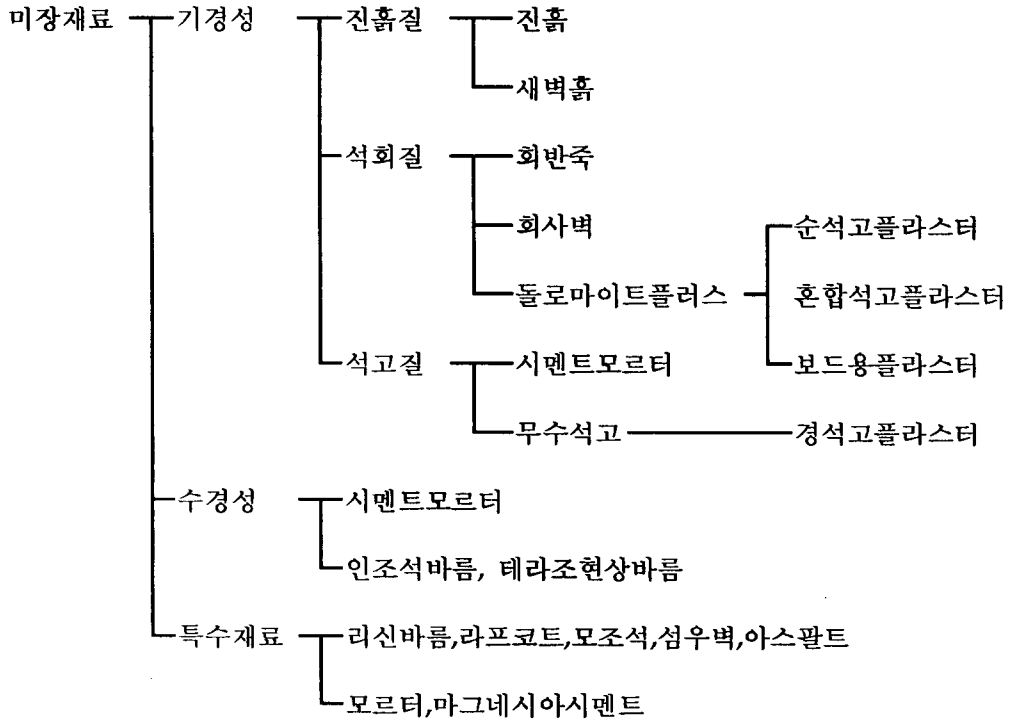 미장재료 기경성 진흙질 진흙
새벽흙
석회질 회반죽
회사벽 순석고플라스터
돌로마이트플러스 혼합석고플라스터
석고질 시멘트모르터 보드용플라스터
무수석고 경석고플라스터
수경성 시멘트모르터
인조석바름, 테라조현상바름
특수재료 리신바름,라프코트,모조석,섬우벽,아스팔트
모르터,마그네시아시멘트